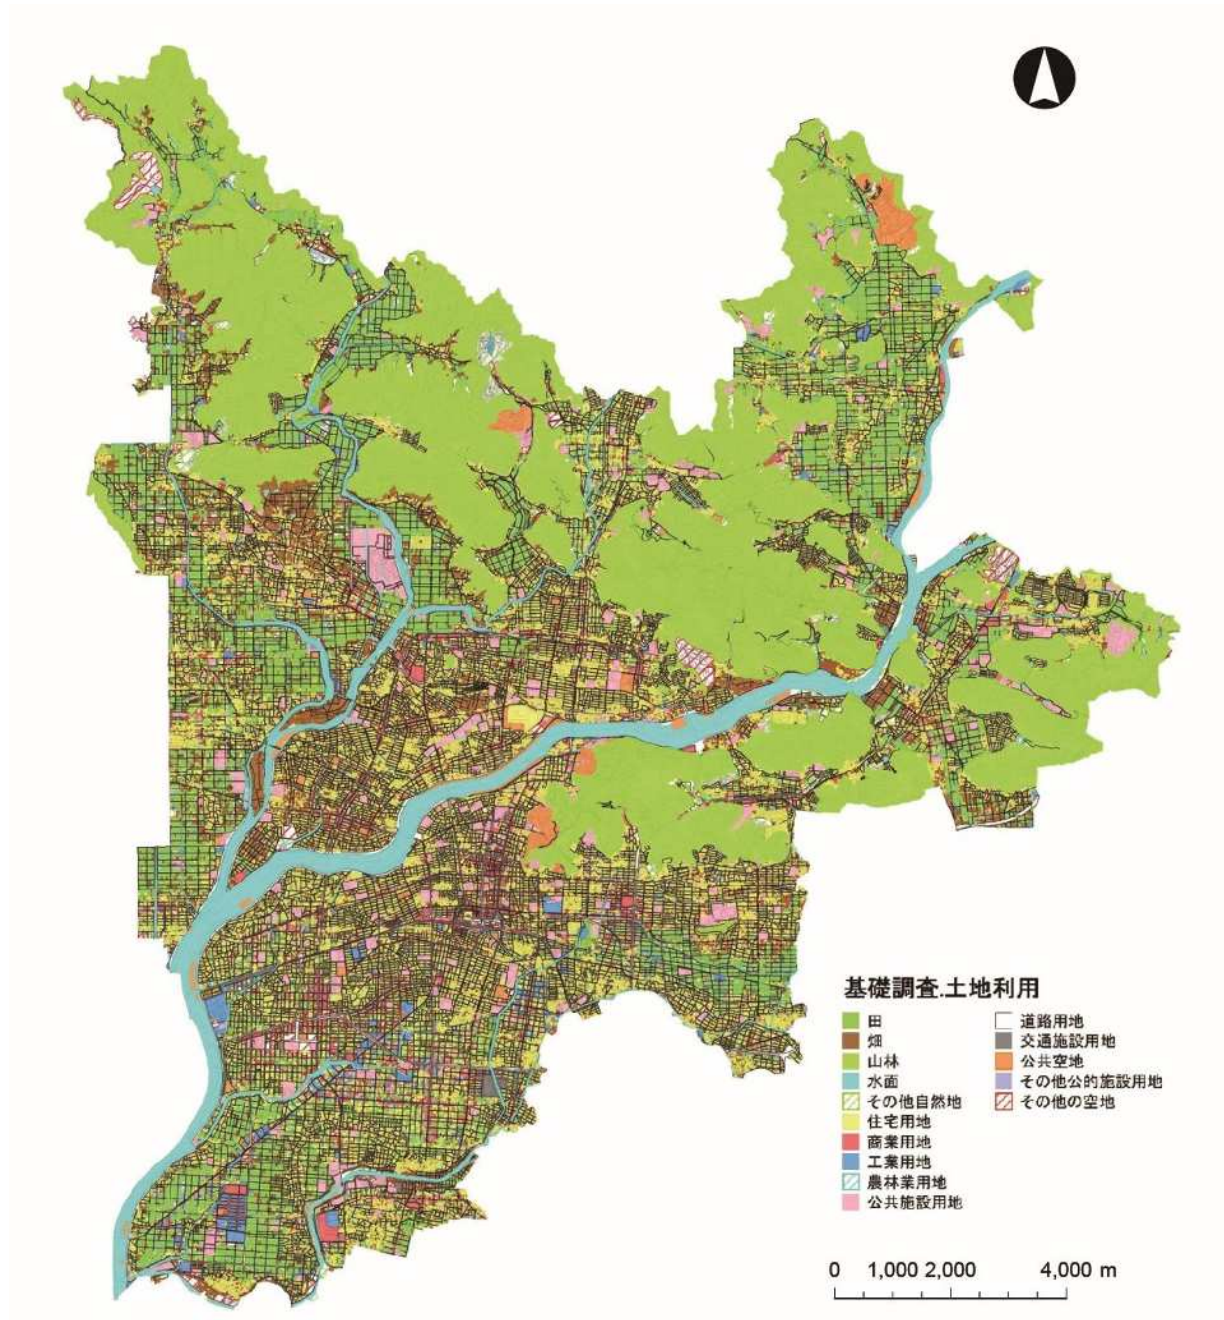 基礎調査.土地利用
田
畑
山林
水面
その他自然地
住宅用地
商業用地
工業用地
農林業用地
公共施設用地
道路用地
交通施設用地
公共空地
その他公的施設用地
その他の空地
0 1,000 2,000 4,000 m